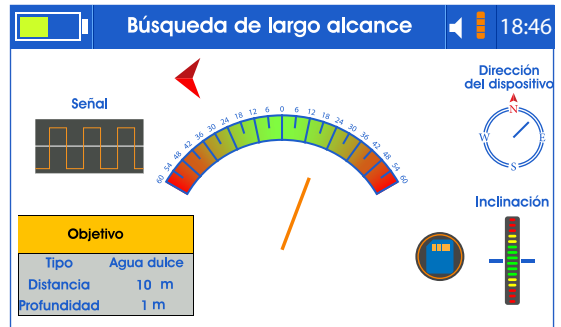 Búsqueda de largo alcance
18:46
Señal
Dirección
del dispositivo
60 54 48 42 36 30 24 18 12 6 0 6 12 18 24 30 36 42 48 54 60
N
W
E
S
Inclinación
Objetivo
Tipo Agua dulce
Distancia 10 m
Profundidad 1 m